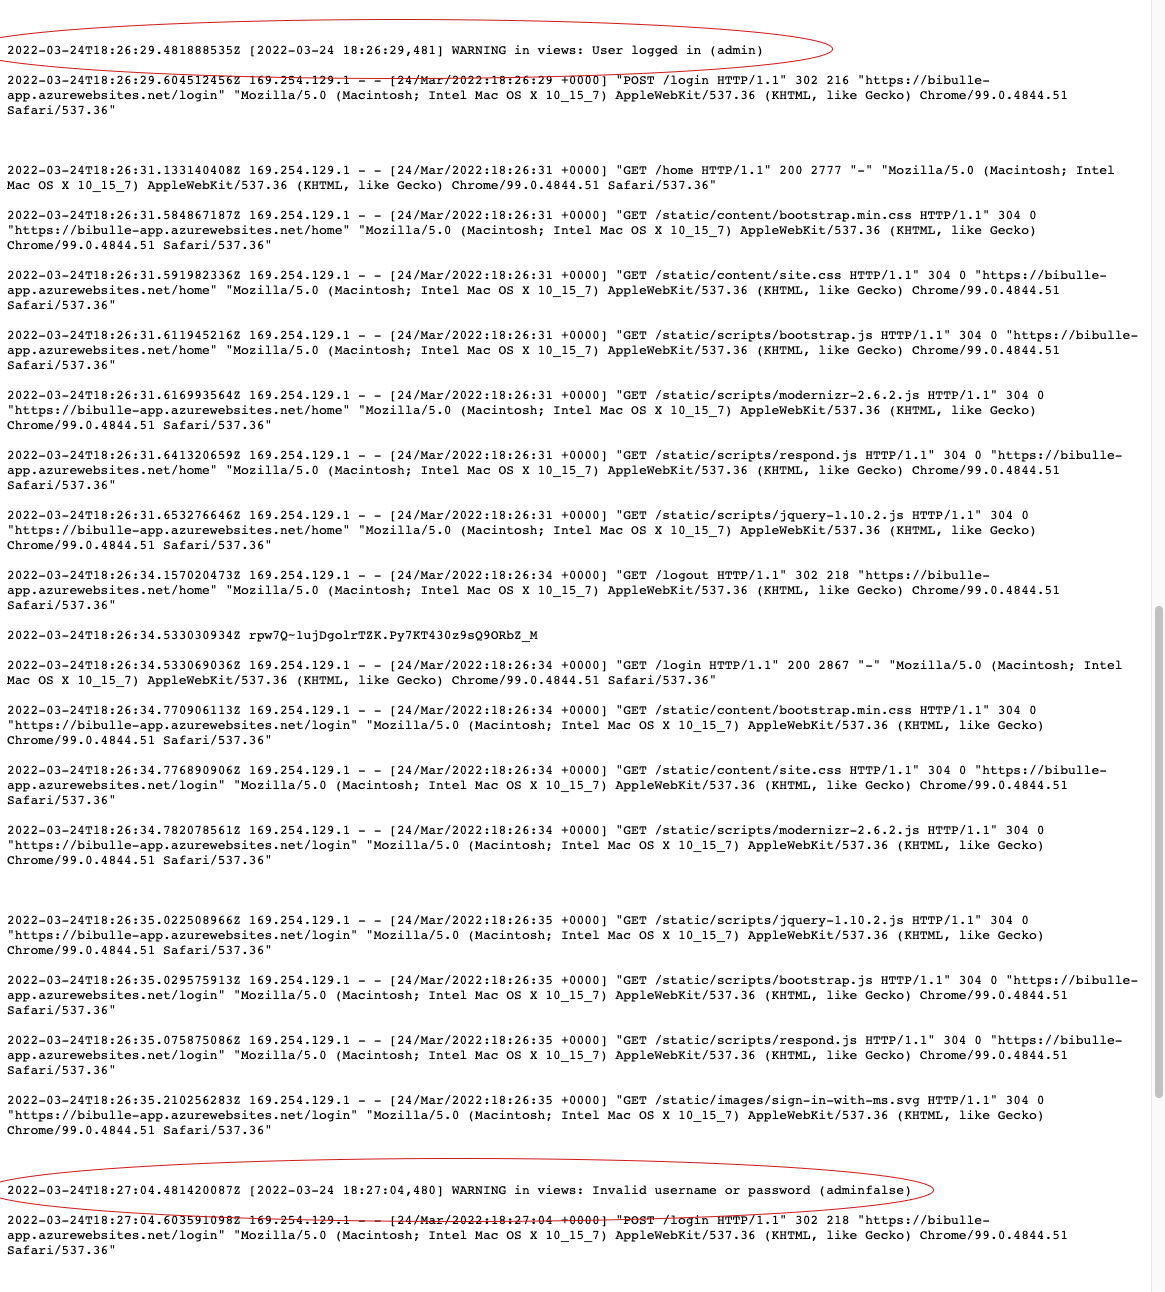 2022-03-24T18:26:29.481888535Z [2022-03-24 18:26:29,481] WARNING in views: User logged in (admin)
2022-03-24T18:26:29.604512456Z 169.254.129.1 - - [24/Mar/2022:18:26:29 +0000] "POST /login HTTP/1.1" 302 216 "https://bibulle-
app.azurewebsites.net/login" "Mozilla/5.0 (Macintosh; Intel Mac OS X 10_15_7) AppleWebKit/537.36 (KHTML, like Gecko) Chrome/99.0.4844.51
Safari/537.36"
2022-03-24T18:26:31.133140408Z 169.254.129.1 - - [24/Mar/2022:18:26:31 +0000] "GET /home HTTP/1.1" 200 2777 "-" "Mozilla/5.0 (Macintosh; Intel
Mac OS X 10_15_7) AppleWebKit/537.36 (KHTML, like Gecko) Chrome/99.0.4844.51 Safari/537.36"
2022-03-24T18:26:31.584867187Z 169.254.129.1 - - [24/Mar/2022:18:26:31 +0000] "GET /static/content/bootstrap.min.css HTTP/1.1" 304 0
"https://bibulle-app.azurewebsites.net/home" "Mozilla/5.0 (Macintosh; Intel Mac OS X 10_15_7) AppleWebKit/537.36 (KHTML, like Gecko)
Chrome/99.0.4844.51 Safari/537.36"
2022-03-24T18:26:31.591982336Z 169.254.129.1 - - [24/Mar/2022:18:26:31 +0000] "GET /static/content/site.css HTTP/1.1" 304 0 "https://bibulle-
app.azurewebsites.net/home" "Mozilla/5.0 (Macintosh; Intel Mac OS X 10_15_7) AppleWebKit/537.36 (KHTML, like Gecko) Chrome/99.0.4844.51
Safari/537.36"
2022-03-24T18:26:31.611945216Z 169.254.129.1 - - [24/Mar/2022:18:26:31 +0000] "GET /static/scripts/bootstrap.js HTTP/1.1" 304 0 "https://bibulle-
app.azurewebsites.net/home" "Mozilla/5.0 (Macintosh; Intel Mac OS X 10_15_7) AppleWebKit/537.36 (KHTML, like Gecko) Chrome/99.0.4844.51
Safari/537.36"
2022-03-24T18:26:31.616993564Z 169.254.129.1 - - [24/Mar/2022:18:26:31 +0000] "GET /static/scripts/modernizr-2.6.2.js HTTP/1.1" 304 0
"https://bibulle-app.azurewebsites.net/home" "Mozilla/5.0 (Macintosh; Intel Mac OS X 10_15_7) AppleWebKit/537.36 (KHTML, like Gecko)
Chrome/99.0.4844.51 Safari/537.36"
2022-03-24T18:26:31.641320659Z 169.254.129.1 - - [24/Mar/2022:18:26:31 +0000] "GET /static/scripts/respond.js HTTP/1.1" 304 0 "https://bibulle-
app.azurewebsites.net/home" "Mozilla/5.0 (Macintosh; Intel Mac OS X 10_15_7) AppleWebKit/537.36 (KHTML, like Gecko) Chrome/99.0.4844.51
Safari/537.36"
2022-03-24T18:26:31.653276646Z 169.254.129.1 - - [24/Mar/2022:18:26:31 +0000] "GET /static/scripts/jquery-1.10.2.js HTTP/1.1" 304 0
"https://bibulle-app.azurewebsites.net/home" "Mozilla/5.0 (Macintosh; Intel Mac OS X 10_15_7) AppleWebKit/537.36 (KHTML, like Gecko)
Chrome/99.0.4844.51 Safari/537.36"
2022-03-24T18:26:34.157020473Z 169.254.129.1 - - [24/Mar/2022:18:26:34 +0000] "GET /logout HTTP/1.1" 302 218 "https://bibulle-
app.azurewebsites.net/home" "Mozilla/5.0 (Macintosh; Intel Mac OS X 10_15_7) AppleWebKit/537.36 (KHTML, like Gecko) Chrome/99.0.4844.51
Safari/537.36"
2022-03-24T18:26:34.533030934Z rpw7Q~1ujDgolrTZK.Py7KT430z9sQ9ORbZ_M
2022-03-24T18:26:34.533069036Z 169.254.129.1 - - [24/Mar/2022:18:26:34 +0000] "GET /login HTTP/1.1" 200 2867 "-" "Mozilla/5.0 (Macintosh; Intel
Mac OS X 10_15_7) AppleWebKit/537.36 (KHTML, like Gecko) Chrome/99.0.4844.51 Safari/537.36"
2022-03-24T18:26:34.770906113Z 169.254.129.1 - - [24/Mar/2022:18:26:34 +0000] "GET /static/content/bootstrap.min.css HTTP/1.1" 304 0
"https://bibulle-app.azurewebsites.net/login" "Mozilla/5.0 (Macintosh; Intel Mac OS X 10_15_7) AppleWebKit/537.36 (KHTML, like Gecko)
Chrome/99.0.4844.51 Safari/537.36"
2022-03-24T18:26:34.776890906Z 169.254.129.1 - - [24/Mar/2022:18:26:34 +0000] "GET /static/content/site.css HTTP/1.1" 304 0 "https://bibulle-
app.azurewebsites.net/login" "Mozilla/5.0 (Macintosh; Intel Mac OS X 10_15_7) AppleWebKit/537.36 (KHTML, like Gecko) Chrome/99.0.4844.51
Safari/537.36"
2022-03-24T18:26:34.782078561Z 169.254.129.1 - - [24/Mar/2022:18:26:34 +0000] "GET /static/scripts/modernizr-2.6.2.js HTTP/1.1" 304 0
"https://bibulle-app.azurewebsites.net/login" "Mozilla/5.0 (Macintosh; Intel Mac OS X 10_15_7) AppleWebKit/537.36 (KHTML, like Gecko)
Chrome/99.0.4844.51 Safari/537.36"
2022-03-24T18:26:35.022508966Z 169.254.129.1 - - [24/Mar/2022:18:26:35 +0000] "GET /static/scripts/jquery-1.10.2.js HTTP/1.1" 304 0
"https://bibulle-app.azurewebsites.net/login" "Mozilla/5.0 (Macintosh; Intel Mac OS X 10_15_7) AppleWebKit/537.36 (KHTML, like Gecko)
Chrome/99.0.4844.51 Safari/537.36"
2022-03-24T18:26:35.029575913Z 169.254.129.1 - - [24/Mar/2022:18:26:35 +0000] "GET /static/scripts/bootstrap.js HTTP/1.1" 304 0 "https://bibulle-
app.azurewebsites.net/login" "Mozilla/5.0 (Macintosh; Intel Mac OS X 10_15_7) AppleWebKit/537.36 (KHTML, like Gecko) Chrome/99.0.4844.51
Safari/537.36"
2022-03-24T18:26:35.075875086Z 169.254.129.1 - - [24/Mar/2022:18:26:35 +0000] "GET /static/scripts/respond.js HTTP/1.1" 304 0 "https://bibulle-
app.azurewebsites.net/login" "Mozilla/5.0 (Macintosh; Intel Mac OS X 10_15_7) AppleWebKit/537.36 (KHTML, like Gecko) Chrome/99.0.4844.51
Safari/537.36"
2022-03-24T18:26:35.210256283Z 169.254.129.1 - - [24/Mar/2022:18:26:35 +0000] "GET /static/images/sign-in-with-ms.svg HTTP/1.1" 304 0
"https://bibulle-app.azurewebsites.net/login" "Mozilla/5.0 (Macintosh; Intel Mac OS X 10_15_7) AppleWebKit/537.36 (KHTML, like Gecko)
Chrome/99.0.4844.51 Safari/537.36"
2022-03-24T18:27:04.481420087Z [2022-03-24 18:27:04,480] WARNING in views: Invalid username or password (adminfalse)
2022-03-24T18:27:04.603591098Z 169.254.129.1 - - [24/Mar/2022:18:27:04 +0000] "POST /login HTTP/1.1" 302 218 "https://bibulle-
app.azurewebsites.net/login" "Mozilla/5.0 (Macintosh; Intel Mac OS X 10_15_7) AppleWebKit/537.36 (KHTML, like Gecko) Chrome/99.0.4844.51
Safari/537.36"